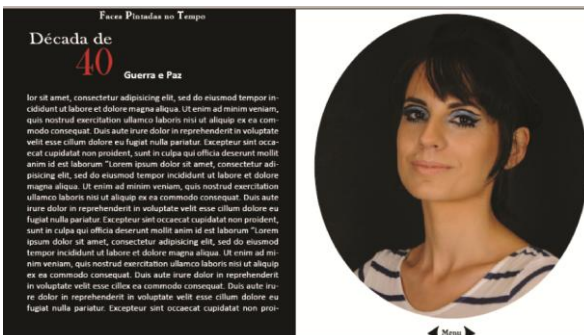 Faces Pintadas no Tempo
Década de
40
Guerra e Paz
lor sit amet, consectetur adipisicing elit, sed do eiusmod tempor in-
cididunt ut labore et dolore magna aliqua. Ut enim ad minim veniam,
quis nostrud exercitation ullamco laboris nisi ut aliquip ex ea com-
modo consequat. Duis aute irure dolor in reprehenderit in voluptate
velit esse cillum dolore eu fugiat nulla pariatur. Excepteur sint occa-
ecat cupidatat non proident, sunt in culpa qui officia deserunt mollit
anim id est laborum "Lorem ipsum dolor sit amet, consectetur adi-
pisicing elit, sed do eiusmod tempor incididunt ut labore et dolore
magna aliqua. Ut enim ad minim veniam, quis nostrud exercitation
ullamco laboris nisi ut aliquip ex ea commodo consequat. Duis aute
irure dolor in reprehenderit in voluptate velit esse cillum dolore eu
fugiat nulla pariatur. Excepteur sint occaecat cupidatat non proident,
sunt in culpa qui officia deserunt mollit anim id est laborum "Lorem
ipsum dolor sit amet, consectetur adipisicing elit, sed do eiusmod
tempor incididunt ut labore et dolore magna aliqua. Ut enim ad mi-
nim veniam, quis nostrud exercitation ullamco laboris nisi ut aliquip
ex ea commodo consequat. Duis aute irure dolor in reprehenderit
in voluptate velit esse cillex ea commodo consequat. Duis aute iru-
re dolor in reprehenderit in voluptate velit esse cillum dolore eu
fugiat nulla pariatur. Excepteur sint occaecat cupidatat non proi-
Menu